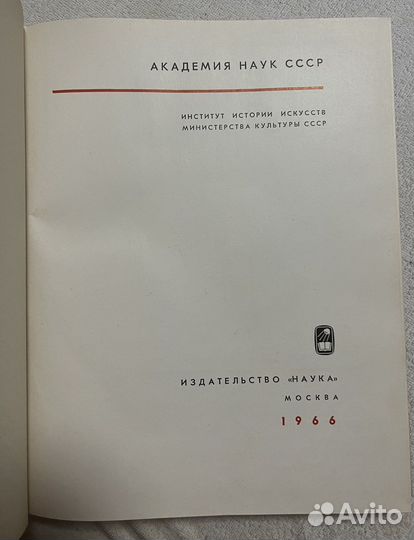 АКАДЕМИЯ НАУК СССР
ИНСТИТУТ ИСТОРИИ ИСКУССТВ
МИНИСТЕРСТВА КУЛЬТУРЫ СССР
ИЗДАТЕЛЬСТВО «НАУКА»
МОСКВА
1966
Avito